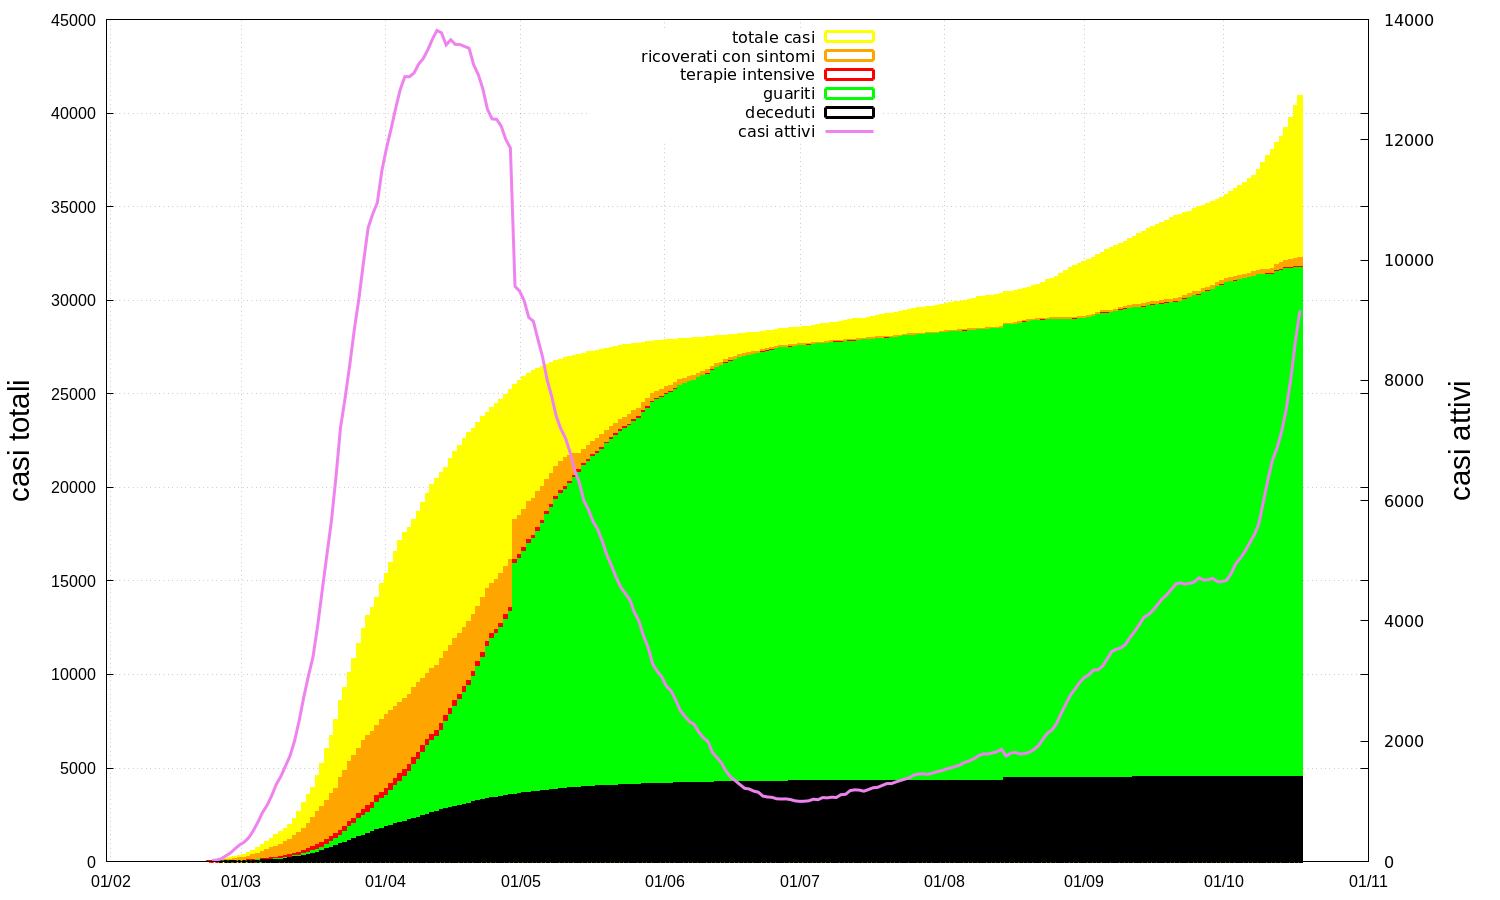 45000
40000
35000
30000
25000
20000
15000
10000
5000
0
casi totali
totale casi
ricoverati con sintomi
terapie intensive
guariti
deceduti
casi attivi
14000
12000
10000
8000
6000
4000
2000
0
casi attivi
01/02 01/03 01/04 01/05 01/06 01/07 01/08 01/09 01/10 01/11